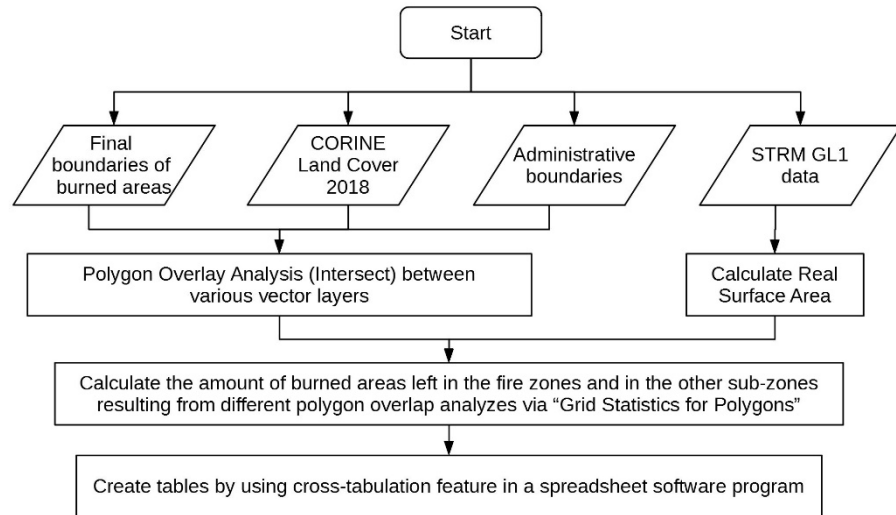 Start
Final
boundaries of
burned areas
CORINE
Land Cover
2018
Administrative
boundaries
STRM GL1
data
Polygon Overlay Analysis (Intersect) between
various vector layers
Calculate Real
Surface Area
Calculate the amount of burned areas left in the fire zones and in the other sub-zones
resulting from different polygon overlap analyzes via “Grid Statistics for Polygons”
Create tables by using cross-tabulation feature in a spreadsheet software program